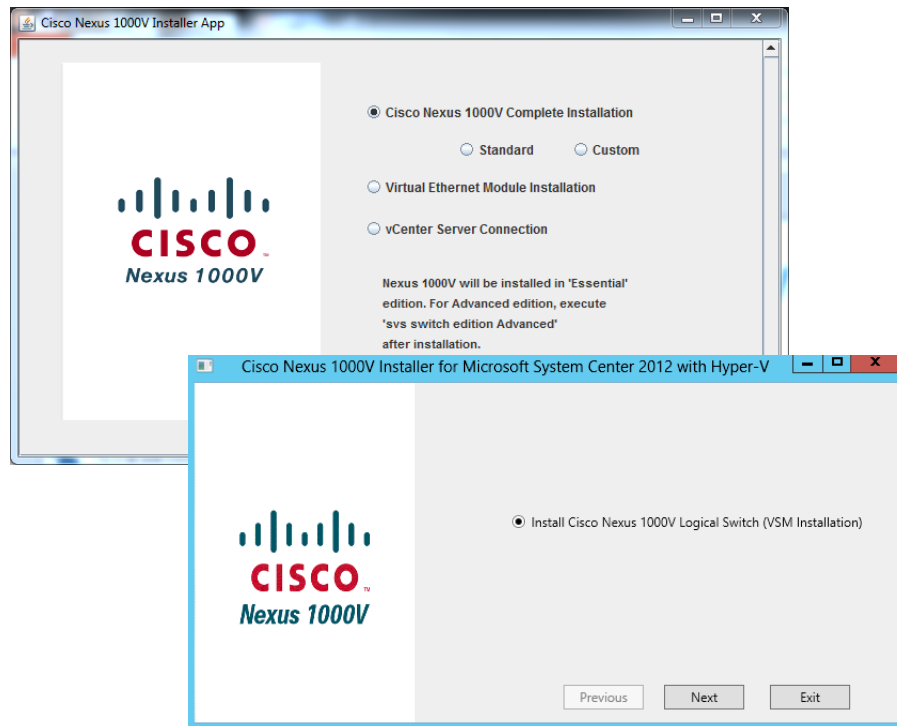 Cisco Nexus 1000V Installer App
Cisco Nexus 1000V Complete Installation
Standard Custom
Virtual Ethernet Module Installation
vCenter Server Connection
CISCO
Nexus 1000V
Nexus 1000V will be installed in 'Essential'
edition. For Advanced edition, execute
'svs switch edition Advanced'
after installation.
Cisco Nexus 1000V Installer for Microsoft System Center 2012 with Hyper-V
Install Cisco Nexus 1000V Logical Switch (VSM Installation)
CISCO
Nexus 1000V
Previous Next Exit